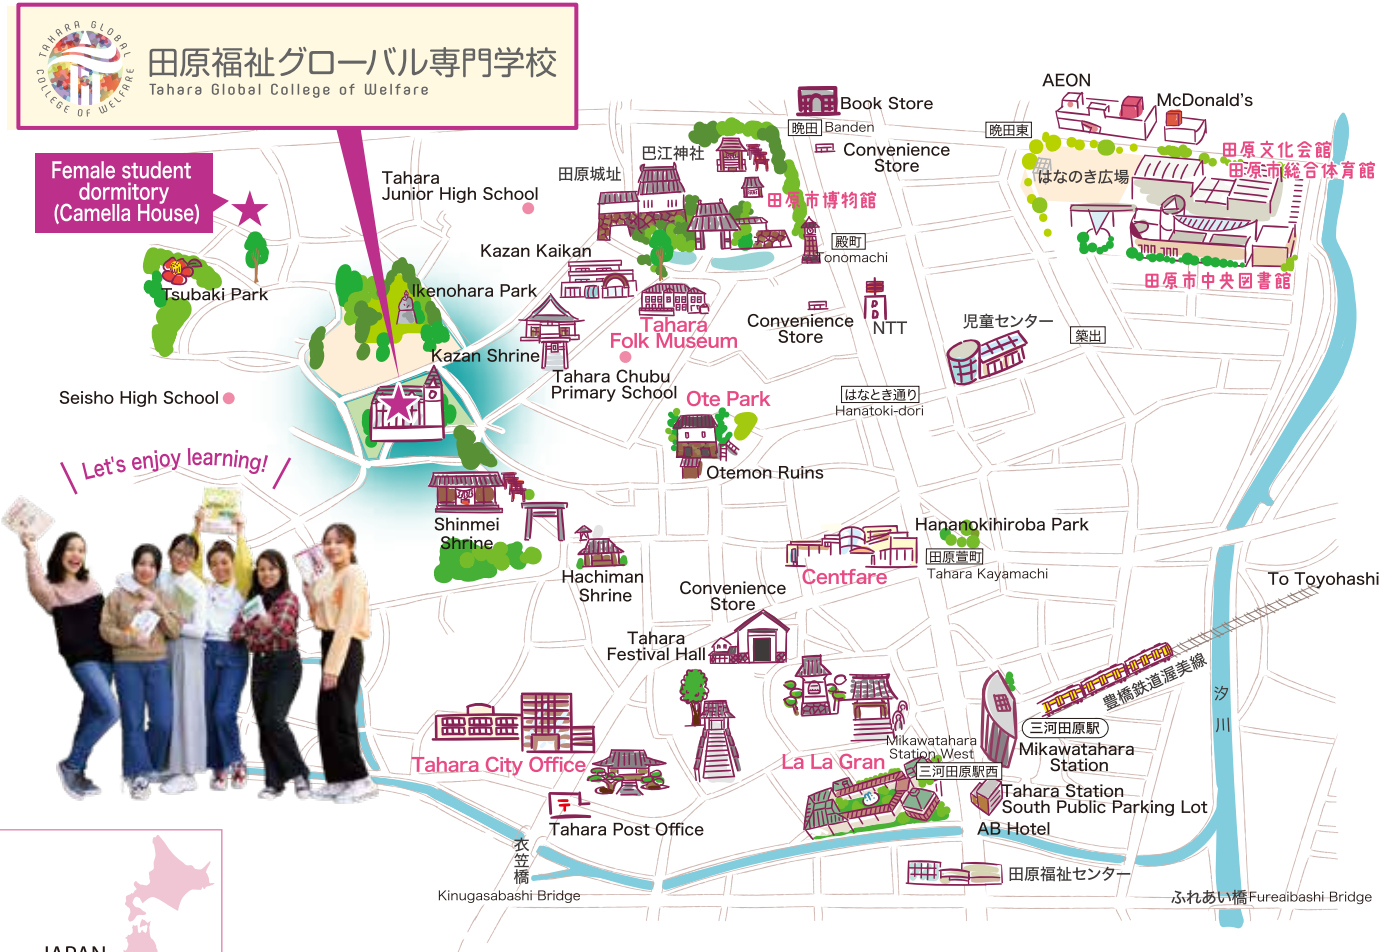 TAHARA GLOBAL
COLLEGE OF WELFARE
田原福祉グローバル専門学校
Tahara Global College of Welfare
Female student
dormitory
(Camella House)
Tsubaki Park
Seisho High School
Let's enjoy learning!
Tahara
Junior High School
Kazan Kaikan
Ikenohara Park
Kazan Shrine
田原城址
巴江神社
田原市博物館
Book Store
晩田
Banden
Convenience
Store
殿町
Tonomachi
Tahara
Folk Museum
Tahara Chubu
Primary School
Convenience
Store
NTT
AEON
McDonald's
晩田東
田原文化会館
田原市総合体育館
はなのき広場
田原市中央図書館
児童センター
築出
はなとき通り
Hanatoki-dori
Ote Park
Otemon Ruins
Shinmei
Shrine
Hachiman
Shrine
Centfare
Hananokihiroba Park
田原萱町
Tahara Kayamachi
Convenience
Store
Tahara
Festival Hall
To Toyohashi
豊橋鉄道渥美線
汐川
三河田原駅
Mikawatahara
Station
Mikawatahara
Station West
三河田原駅西
La La Gran
Tahara City Office
Tahara Station
South Public Parking Lot
AB Hotel
〒
Tahara Post Office
衣笠橋
Kinugasabashi Bridge
田原福祉センター
ふれあい橋 Fureaibashi Bridge
JAPAN